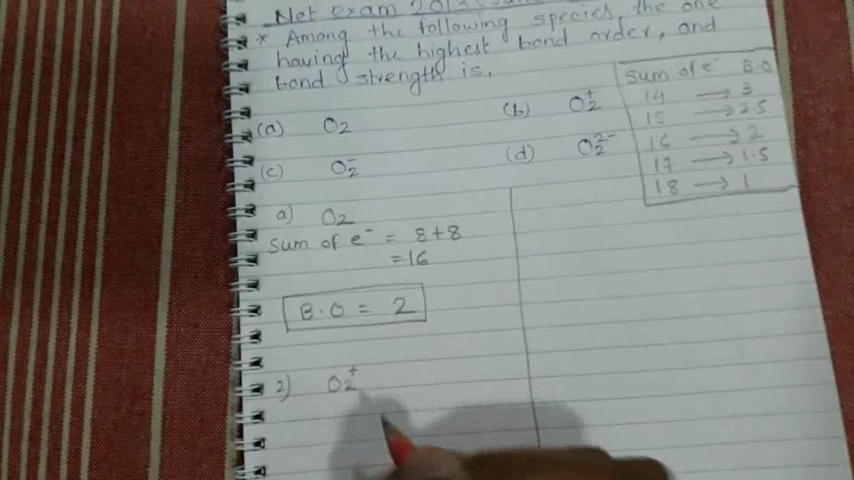 Net exam
* Among the following species, the one
having the highest bond order, and
bond strength is.
(a) O₂ (b) O₂⁺
(c) O₂⁻ (d) O₂²⁻
Sum of e⁻ B.O
14 → 3
15 → 2.5
16 → 2
17 → 1.5
18 → 1
a) O₂
Sum of e⁻ = 8+8
=16
B.O = 2
2) O₂⁺